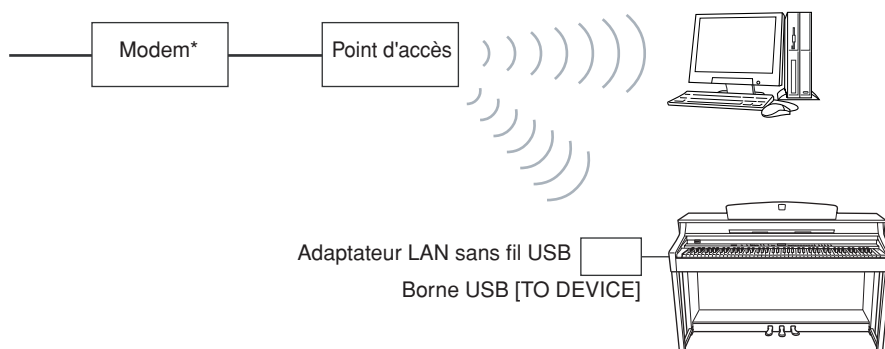 Modem*
Point d'accès
Adaptateur LAN sans fil USB
Borne USB [TO DEVICE]